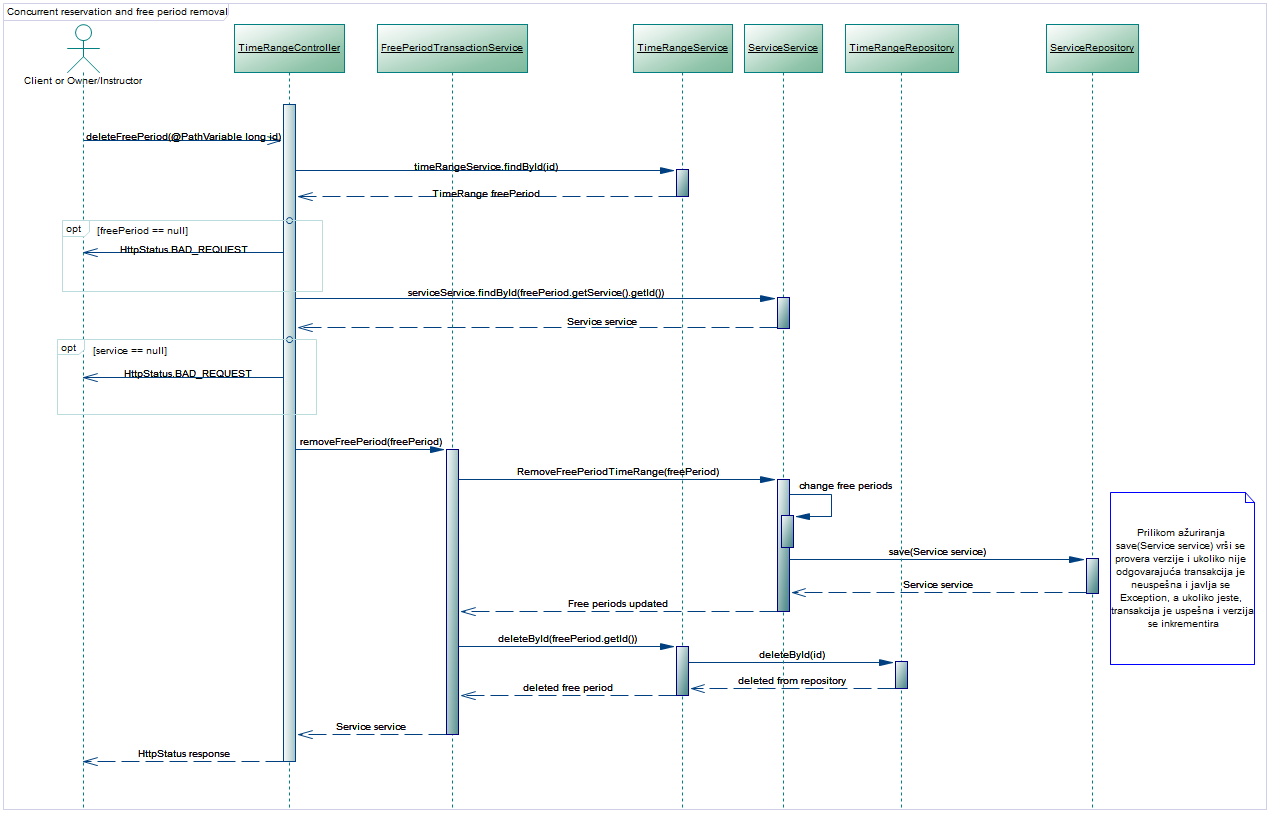 Concurrent reservation and free period removal
Client or Owner/Instructor
TimeRangeController
FreePeriodTransactionService
TimeRangeService
ServiceService
TimeRangeRepository
ServiceRepository
deleteFreePeriod(@PathVariable long id)
timeRangeService.findById(id)
TimeRange freePeriod
opt
[freePeriod == null]
HttpStatus.BAD_REQUEST
serviceService.findById(freePeriod.getService().getId())
Service service
opt
[service == null]
HttpStatus.BAD_REQUEST
removeFreePeriod(freePeriod)
RemoveFreePeriodTimeRange(freePeriod)
change free periods
save(Service service)
Service service
Free periods updated
Prilikom ažuriranja
save(Service service) vrši se
provera verzije i ukoliko nije
odgovarajuća transakcija je
neuspešna i javlja se
Exception, a ukoliko jeste,
transakcija je uspešna i verzija
se inkrementira
deleteById(freePeriod.getId())
deleteById(id)
deleted from repository
deleted free period
Service service
HttpStatus response